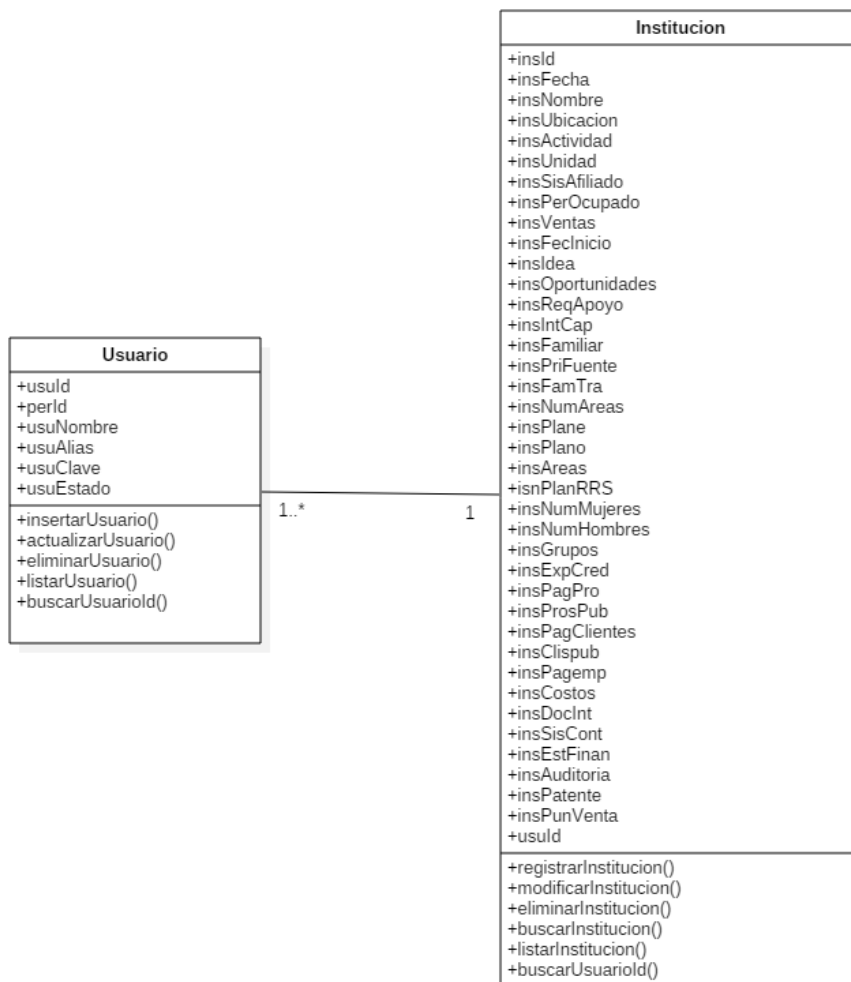 Institucion
+insId
+insFecha
+insNombre
+insUbicacion
+insActividad
+insUnidad
+insSisAfiliado
+insPerOcupado
+insVentas
+insFecInicio
+insIdea
+insOportunidades
+insReqApoyo
+insIntCap
+insFamiliar
+insPriFuente
+insFamTra
+insNumAreas
+insPlane
+insPlano
+insAreas
+isnPlanRRS
+insNumMujeres
+insNumHombres
+insGrupos
+insExpCred
+insPagPro
+insProsPub
+insPagClientes
+insClispub
+insPagemp
+insCostos
+insDocInt
+insSisCont
+insEstFinan
+insAuditoria
+insPatente
+insPunVenta
+usuId
+registrarInstitucion()
+modificarInstitucion()
+eliminarInstitucion()
+buscarInstitucion()
+listarInstitucion()
+buscarUsuarioId()
Usuario
+usuId
+perId
+usuNombre
+usuAlias
+usuClave
+usuEstado
+insertarUsuario()
+actualizarUsuario()
+eliminarUsuario()
+listarUsuario()
+buscarUsuarioId()
1..*
1